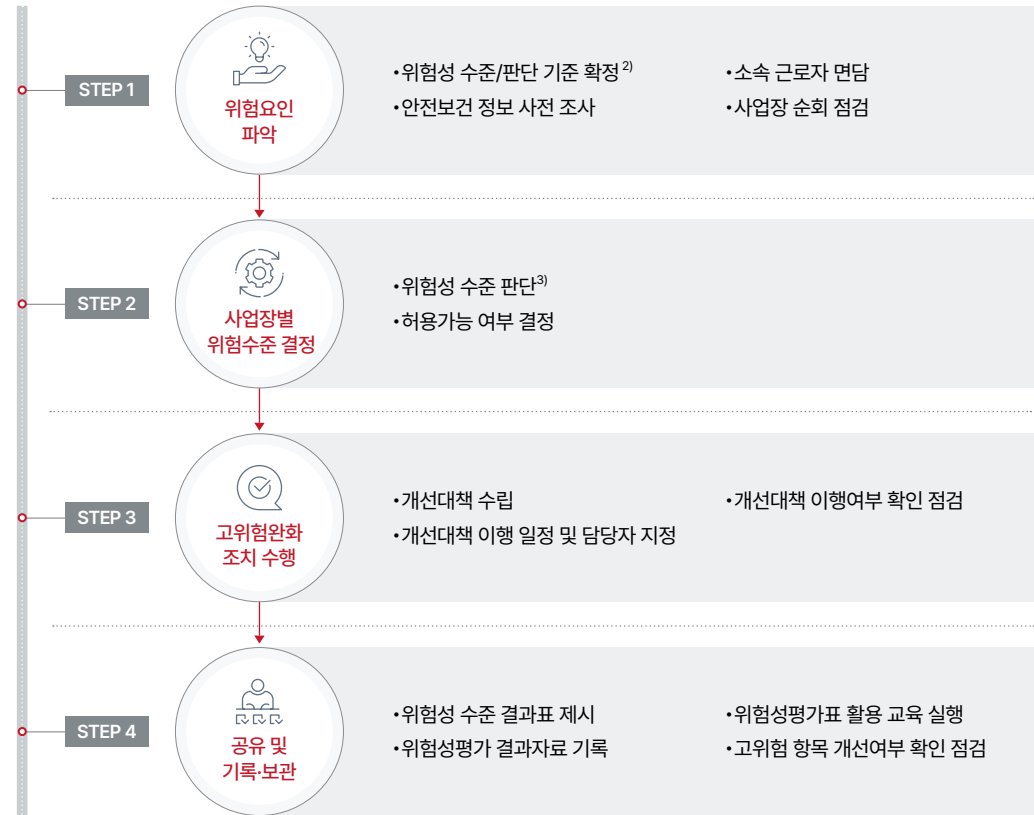 STEP 1
위험요인
파악
•위험성 수준/판단 기준 확정 2)
•안전보건 정보 사전 조사
•소속 근로자 면담
•사업장 순회 점검
STEP 2
사업장별
위험수준 결정
•위험성 수준 판단3)
•허용가능 여부 결정
STEP 3
고위험완화
조치 수행
•개선대책 수립
•개선대책 이행 일정 및 담당자 지정
•개선대책 이행여부 확인 점검
STEP 4
공유 및
기록·보관
•위험성 수준 결과표 제시
•위험성평가 결과자료 기록
•위험성평가표 활용 교육 실행
•고위험 항목 개선여부 확인 점검